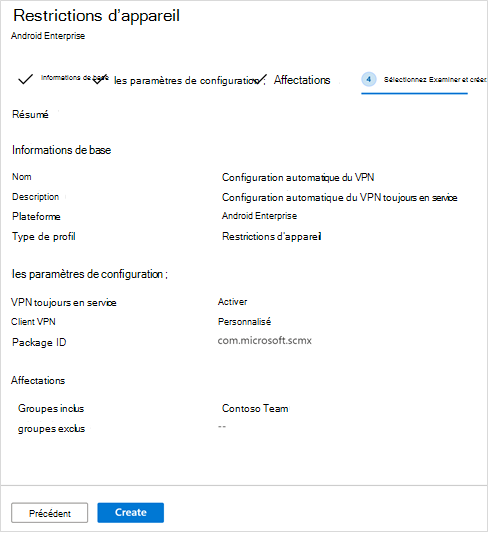 Restrictions d'appareil
Android Enterprise
Informations de base les paramètres de configuration ; Affectations 4 Sélectionnez Examiner et créer.
Résumé
Informations de base
Nom Configuration automatique du VPN
Description Configuration automatique du VPN toujours en service
Plateforme Android Enterprise
Type de profil Restrictions d'appareil
les paramètres de configuration ;
VPN toujours en service Activer
Client VPN Personnalisé
Package ID com.microsoft.scmx
Affectations
Groupes inclus Contoso Team
groupes exclus --
Précédent Create